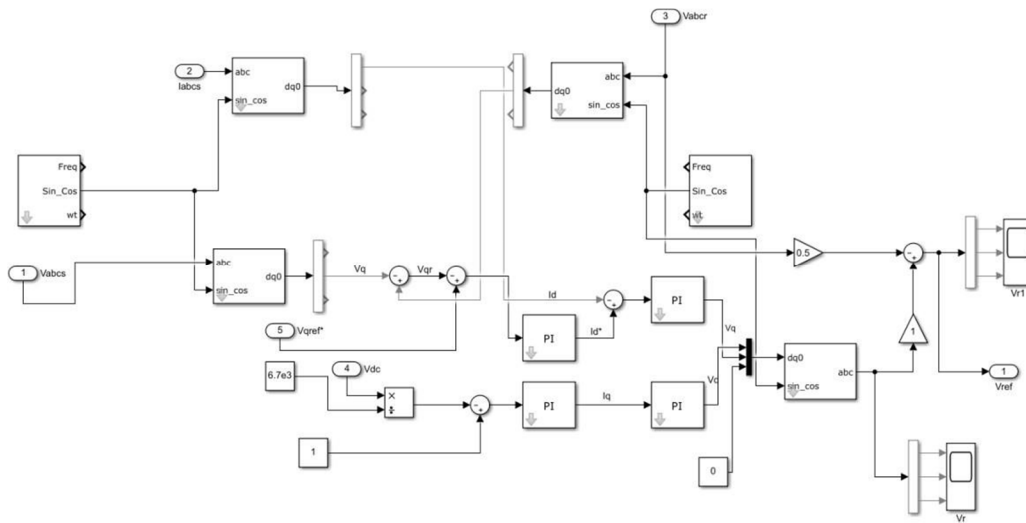 3
Vabcr
2
Iabcs
abc
sin_cos
dq0
dq0
abc
sin_cos
Freq
Sin_Cos
wt
Freq
Sin_Cos
wt
1
Vabcs
abc
sin_cos
dq0
Vq
Vqr
0.5
Vr1
Id
PI
5
Vqref*
PI
Id*
Vq
1
6.7e3
4
Vdc
×
÷
dq0
sin_cos
abc
1
Vref
PI
Iq
PI
Vd
1
0
Vr